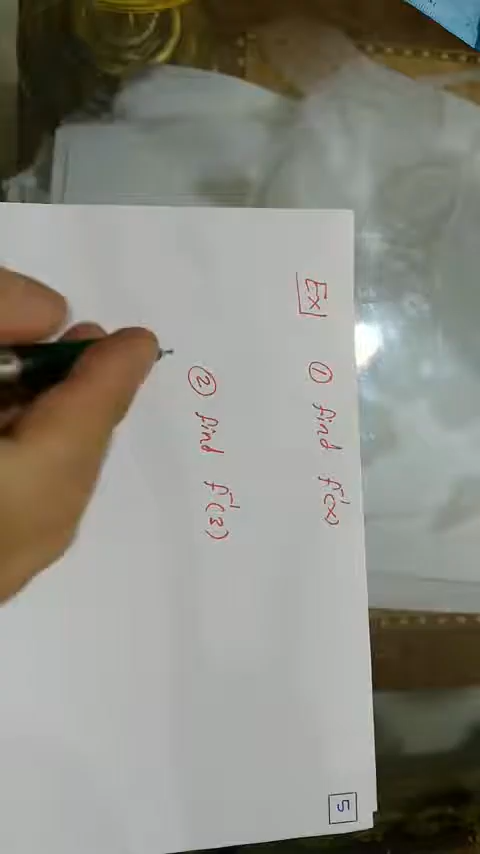 Ex| ① find f⁻¹(x)
② find f⁻¹(3)
5